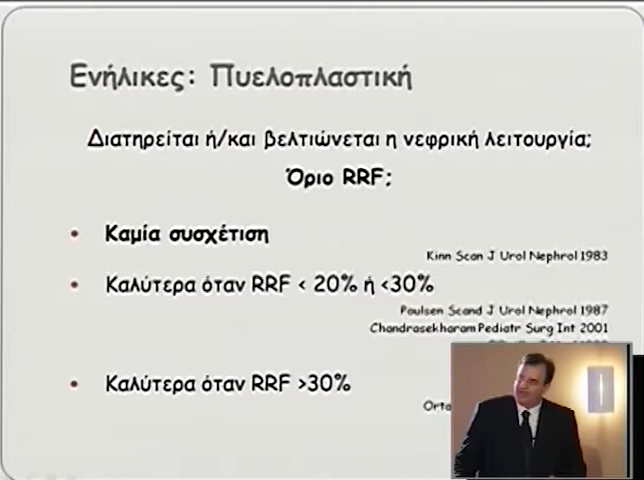 Ενήλικες: Πυελοπλαστική
Διατηρείται ή/και βελτιώνεται η νεφρική λειτουργία;
Όριο RRF;
• Καμία συσχέτιση
Kinn Scan J Urol Nephrol 1983
• Καλύτερα όταν RRF < 20% ή <30%
Poulsen Scand J Urol Nephrol 1987
Chandrasekharam Pediatr Surg Int 2001
• Καλύτερα όταν RRF >30%